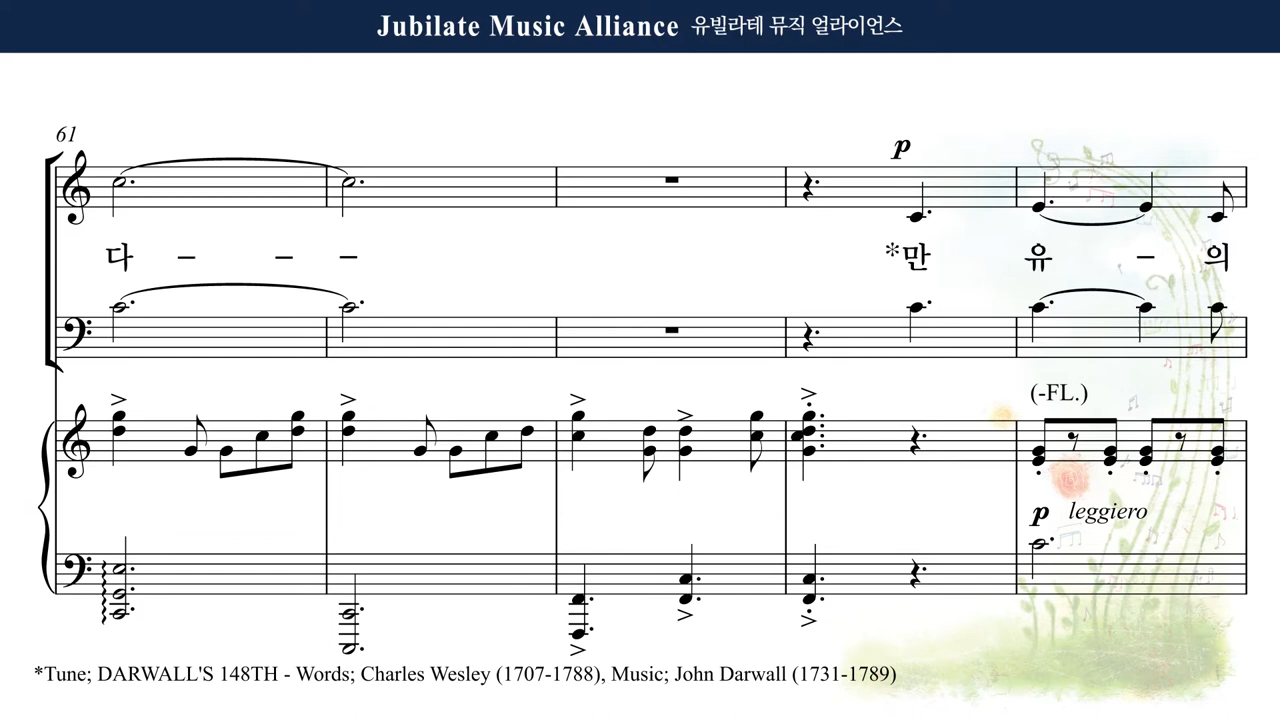 Jubilate Music Alliance 유빌라테 뮤직 얼라이언스
61
p
다 – – – *만 유 – 의
(-FL.)
p leggiero
*Tune; DARWALL'S 148TH - Words; Charles Wesley (1707-1788), Music; John Darwall (1731-1789)